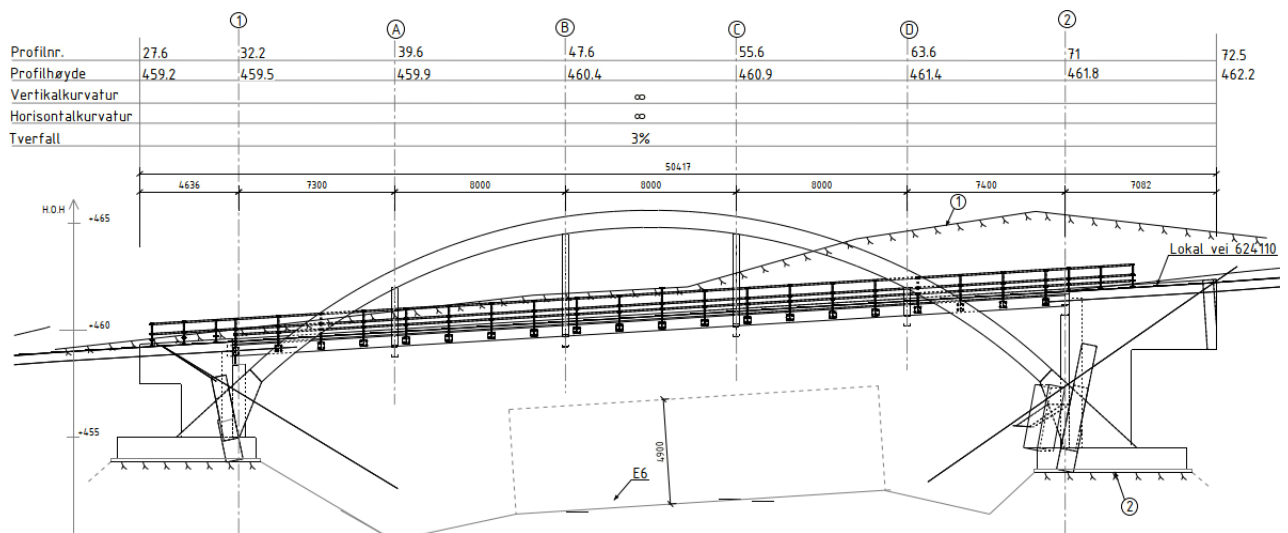 1 A B C D 2
Profilnr. 27.6 32.2 39.6 47.6 55.6 63.6 71 72.5
Profilhøyde 459.2 459.5 459.9 460.4 460.9 461.4 461.8 462.2
Vertikalkurvatur ∞
Horisontalkurvatur ∞
Tverfall 3%
50417
4636 7300 8000 8000 8000 7400 7082
H.O.H
+465
1
Lokal vei 624110
+460
+455
4900
E6
2